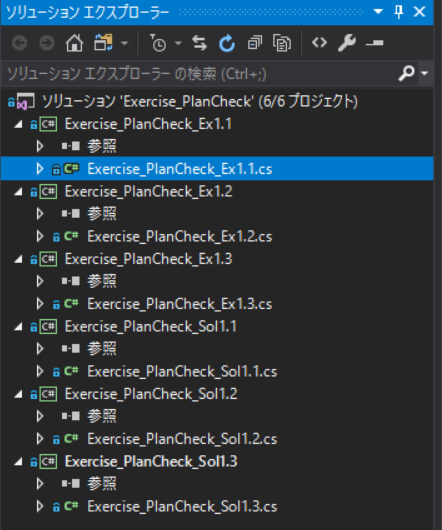 ソリューション エクスプローラー
ソリューション エクスプローラー の検索 (Ctrl+;)
ソリューション 'Exercise_PlanCheck' (6/6 プロジェクト)
C# Exercise_PlanCheck_Ex1.1
参照
C# Exercise_PlanCheck_Ex1.1.cs
C# Exercise_PlanCheck_Ex1.2
参照
C# Exercise_PlanCheck_Ex1.2.cs
C# Exercise_PlanCheck_Ex1.3
参照
C# Exercise_PlanCheck_Ex1.3.cs
C# Exercise_PlanCheck_Sol1.1
参照
C# Exercise_PlanCheck_Sol1.1.cs
C# Exercise_PlanCheck_Sol1.2
参照
C# Exercise_PlanCheck_Sol1.2.cs
C# Exercise_PlanCheck_Sol1.3
参照
C# Exercise_PlanCheck_Sol1.3.cs